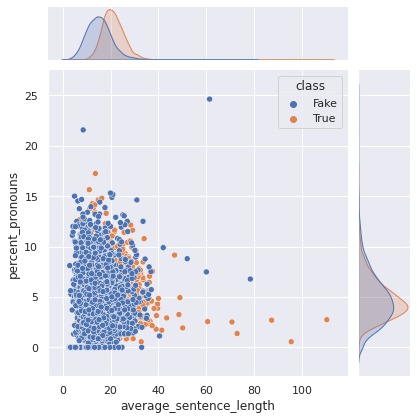 class
Fake
True
25
20
15
10
5
0
percent_pronouns
0 20 40 60 80 100
average_sentence_length